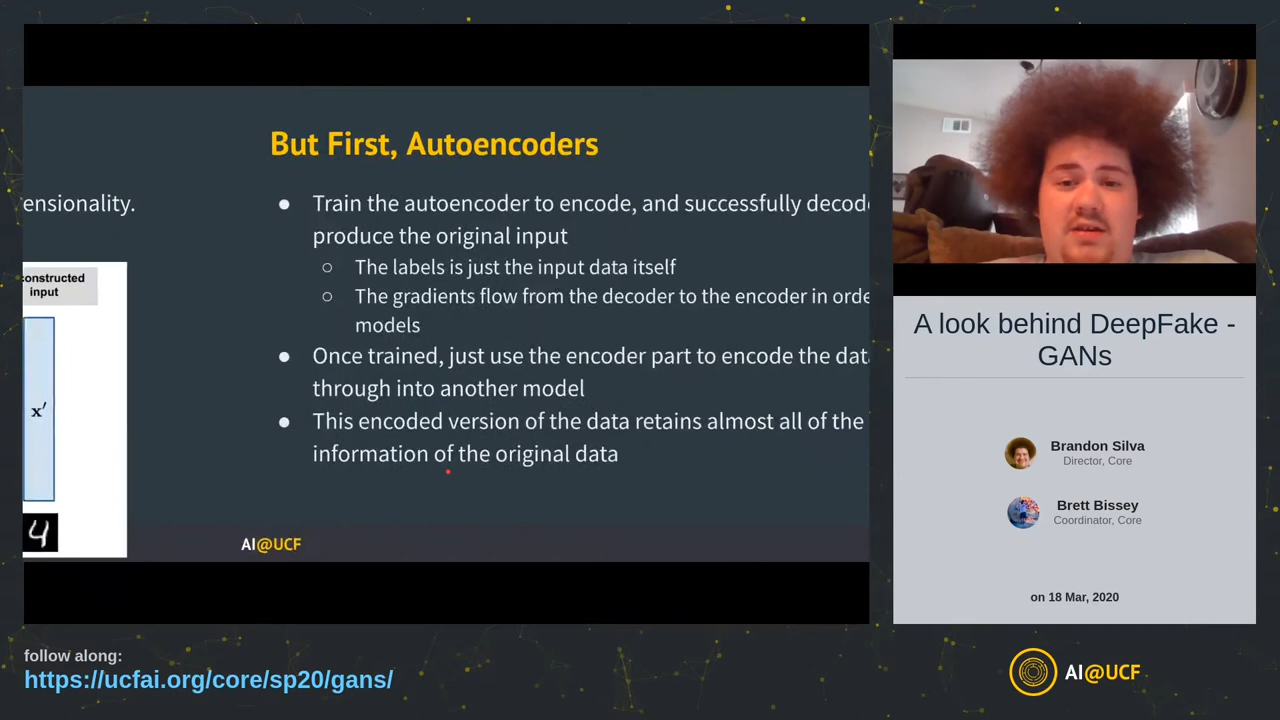 ensionality.
constructed
input
x′
4
But First, Autoencoders
● Train the autoencoder to encode, and successfully decode
produce the original input
○ The labels is just the input data itself
○ The gradients flow from the decoder to the encoder in orde
models
● Once trained, just use the encoder part to encode the data
through into another model
● This encoded version of the data retains almost all of the
information of the original data
AI@UCF
A look behind DeepFake -
GANs
Brandon Silva
Director, Core
Brett Bissey
Coordinator, Core
on 18 Mar, 2020
follow along:
https://ucfai.org/core/sp20/gans/
AI@UCF